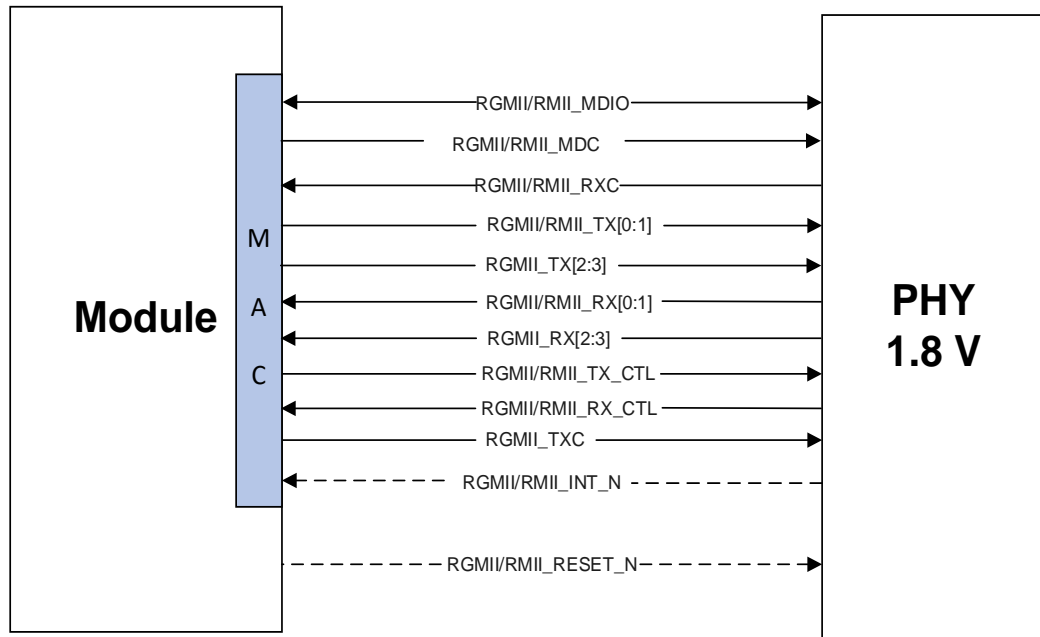 Module
M
A
C
RGMII/RMII_MDIO
RGMII/RMII_MDC
RGMII/RMII_RXC
RGMII/RMII_TX[0:1]
RGMII_TX[2:3]
RGMII/RMII_RX[0:1]
RGMII_RX[2:3]
RGMII/RMII_TX_CTL
RGMII/RMII_RX_CTL
RGMII_TXC
RGMII/RMII_INT_N
RGMII/RMII_RESET_N
PHY
1.8 V